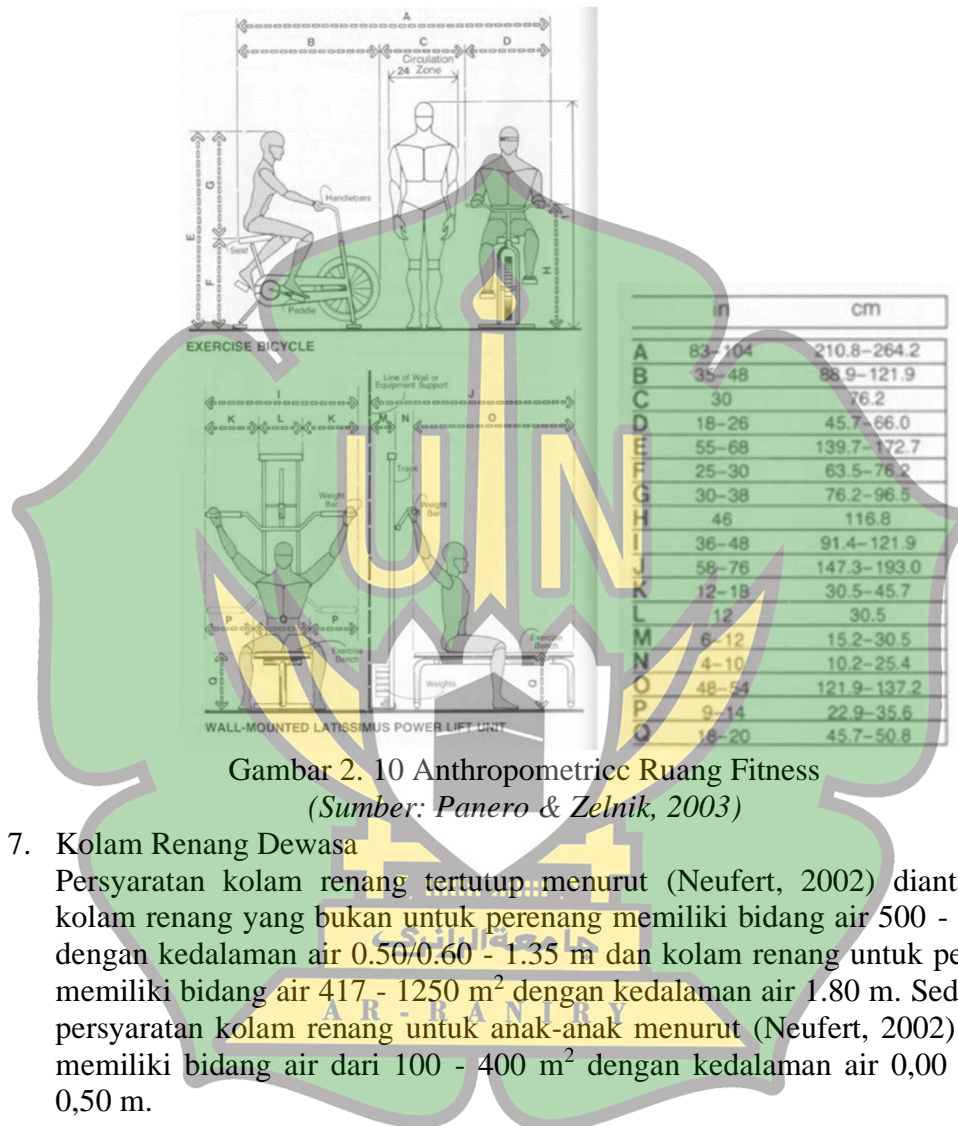 A
B C D
Circulation
24 Zone
G
E
F
Handlebars
Seat
Peddle
H
EXERCISE BICYCLE
Line of Wall or
Equipment Support
I
J
K L K
M N O
Track
Weight
Bar
Weight
Bar
P Q P
Exercise
Bench
Exercise
Bench
Q
Weights
Q
WALL-MOUNTED LATISSIMUS POWER LIFT UNIT
in cm
A 83–104 210.8–264.2
B 35–48 88.9–121.9
C 30 76.2
D 18–26 45.7–66.0
E 55–68 139.7–172.7
F 25–30 63.5–76.2
G 30–38 76.2–96.5
H 46 116.8
I 36–48 91.4–121.9
J 58–76 147.3–193.0
K 12–18 30.5–45.7
L 12 30.5
M 6–12 15.2–30.5
N 4–10 10.2–25.4
O 48–54 121.9–137.2
P 9–14 22.9–35.6
Q 18–20 45.7–50.8
UIN
Gambar 2. 10 Anthropometricc Ruang Fitness
(Sumber: Panero & Zelnik, 2003)
7. Kolam Renang Dewasa
Persyaratan kolam renang tertutup menurut (Neufert, 2002) dianta
kolam renang yang bukan untuk perenang memiliki bidang air 500 -
dengan kedalaman air 0.50/0.60 - 1.35 m dan kolam renang untuk pe
memiliki bidang air 417 - 1250 m² dengan kedalaman air 1.80 m. Sed
persyaratan kolam renang untuk anak-anak menurut (Neufert, 2002)
memiliki bidang air dari 100 - 400 m² dengan kedalaman air 0,00
0,50 m.
جامعة الرانري
AR-RANIRY